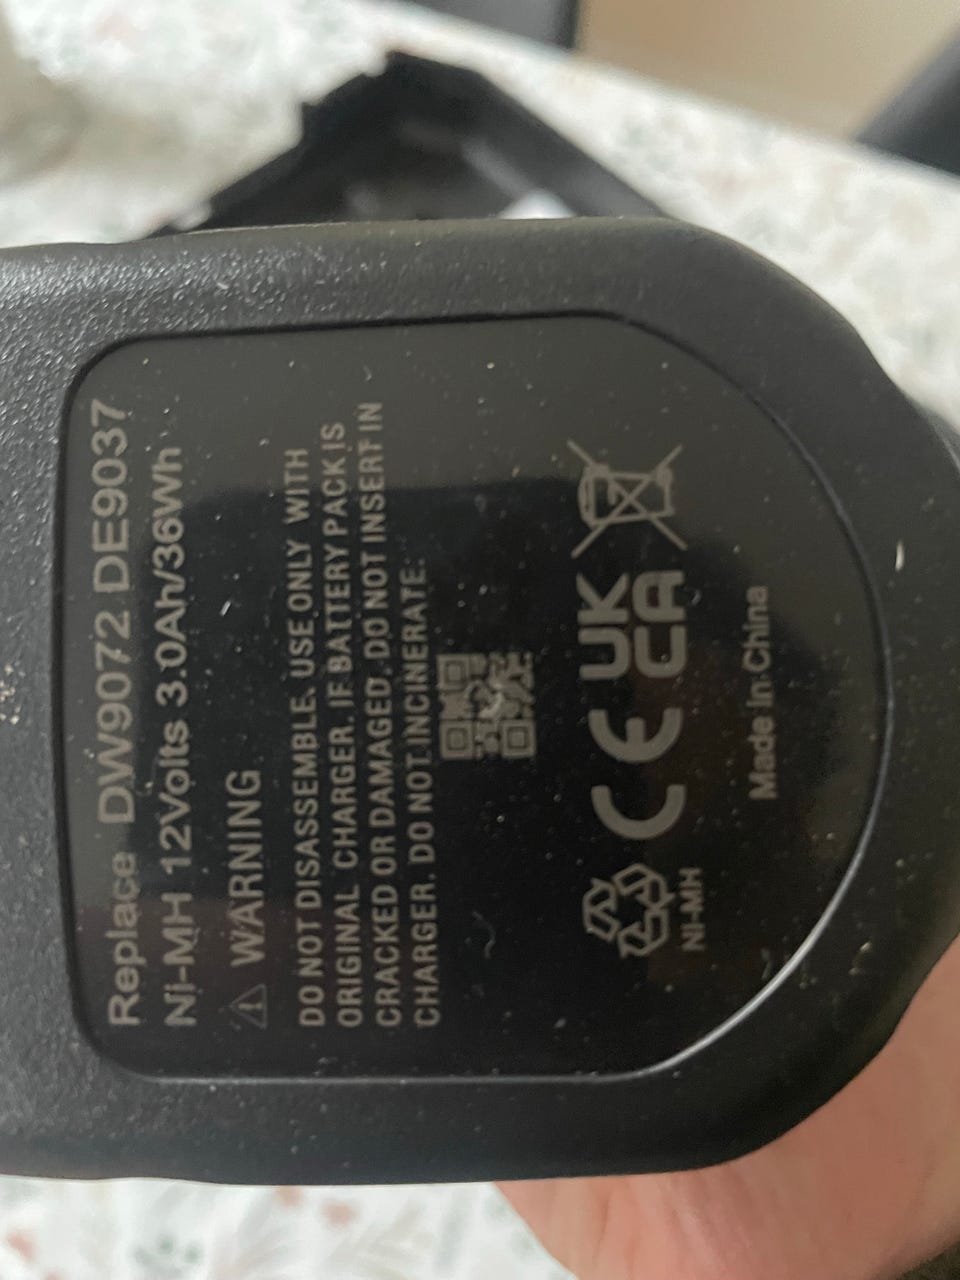 Replace DW9072 DE9037
Ni-MH 12Volts 3.0Ah/36Wh
WARNING
DO NOT DISASSEMBLE. USE ONLY WITH
ORIGINAL CHARGER. IF BATTERY PACK IS
CRACKED OR DAMAGED, DO NOT INSERT IN
CHARGER. DO NOT INCINERATE.
CE UK
CA
NI-MH
Made in China